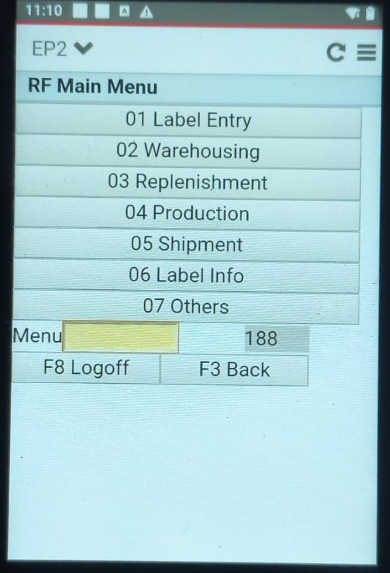 11:10
EP2
RF Main Menu
01 Label Entry
02 Warehousing
03 Replenishment
04 Production
05 Shipment
06 Label Info
07 Others
Menu 188
F8 Logoff F3 Back